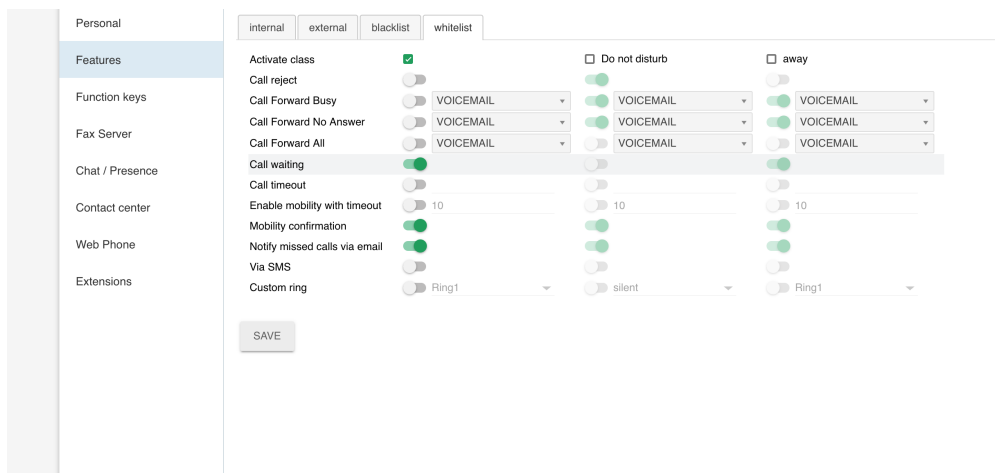 Personal
Features
Function keys
Fax Server
Chat / Presence
Contact center
Web Phone
Extensions
internal external blacklist whitelist
Activate class Do not disturb away
Call reject
Call Forward Busy VOICEMAIL VOICEMAIL VOICEMAIL
Call Forward No Answer VOICEMAIL VOICEMAIL VOICEMAIL
Call Forward All VOICEMAIL VOICEMAIL VOICEMAIL
Call waiting
Call timeout
Enable mobility with timeout 10 10 10
Mobility confirmation
Notify missed calls via email
Via SMS
Custom ring Ring1 silent Ring1
SAVE